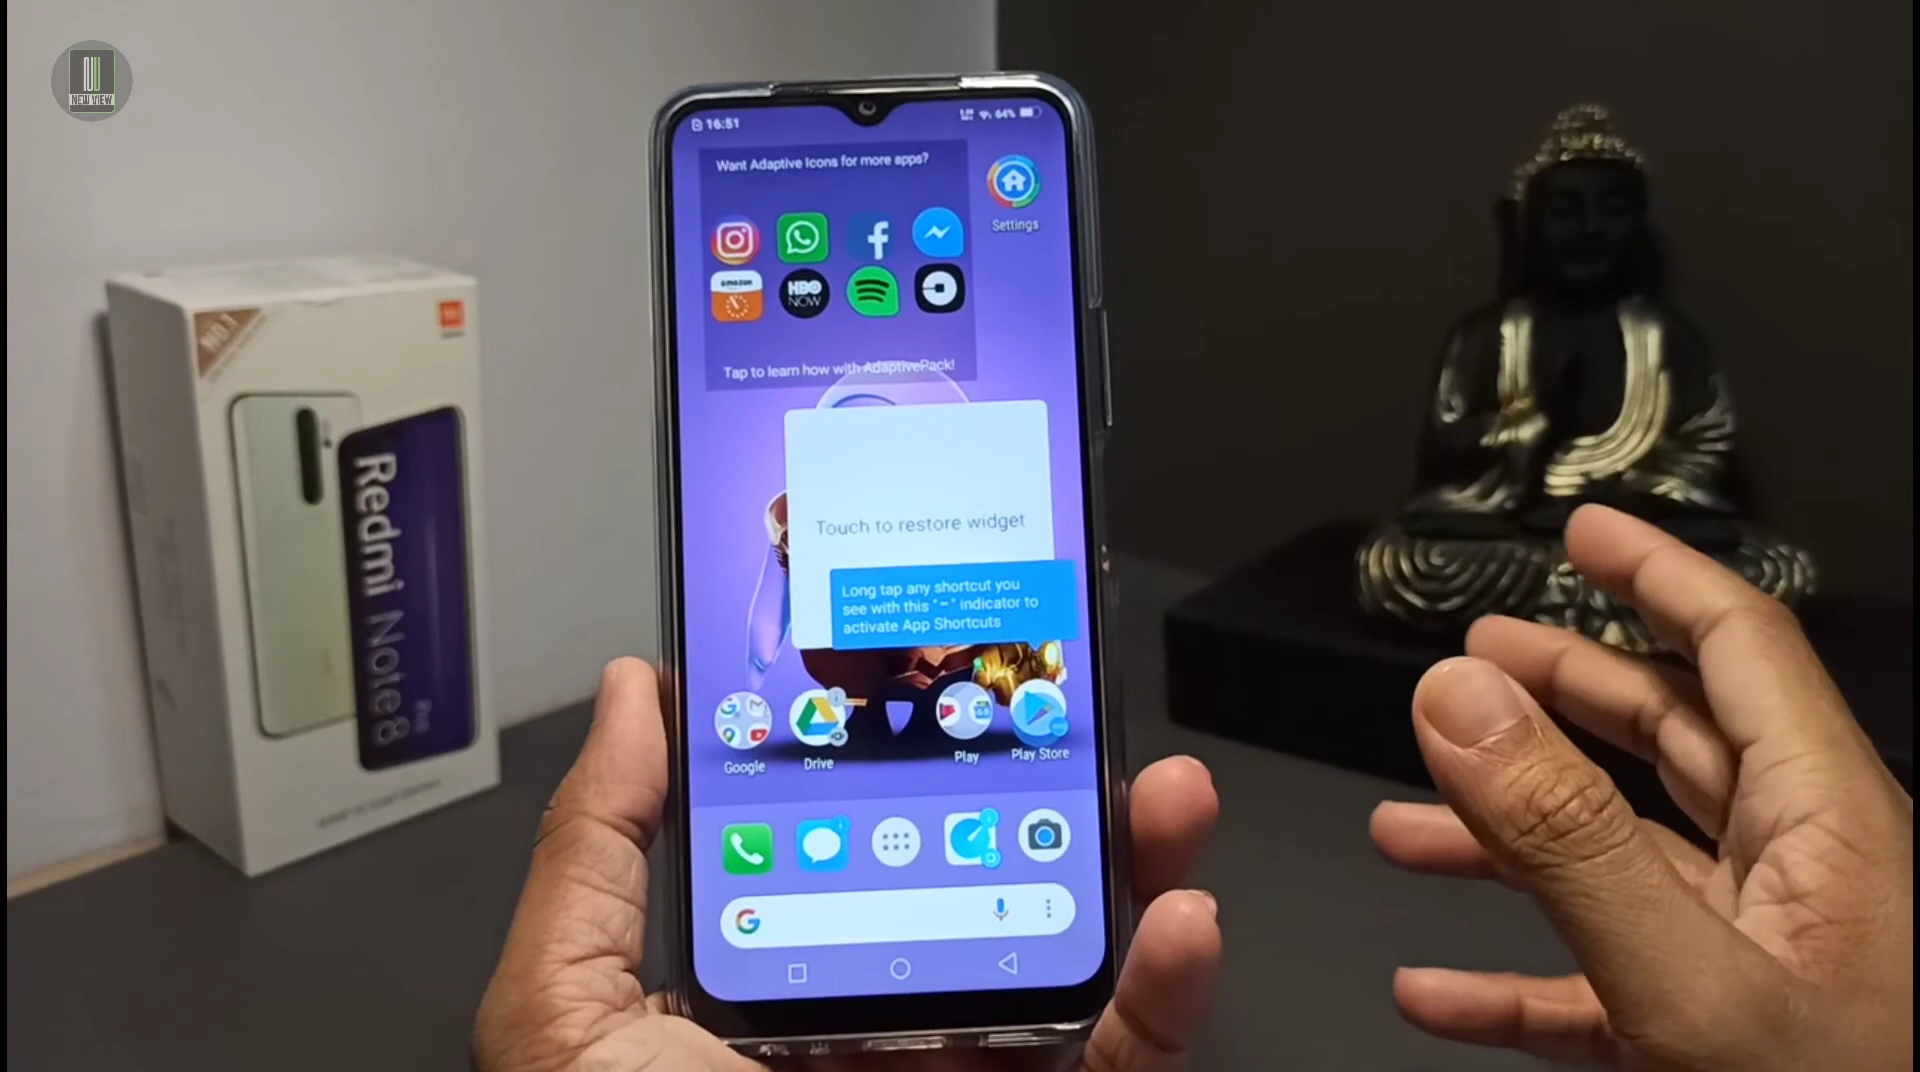 NEW VIEW
16:51
64%
Want Adaptive Icons for more apps?
Settings
amazon
HBO
NOW
Tap to learn how with AdaptivePack!
Touch to restore widget
Long tap any shortcut you
see with this "–" indicator to
activate App Shortcuts
Google
Drive
Play
Play Store
NO.1
Redmi Note8
Pro